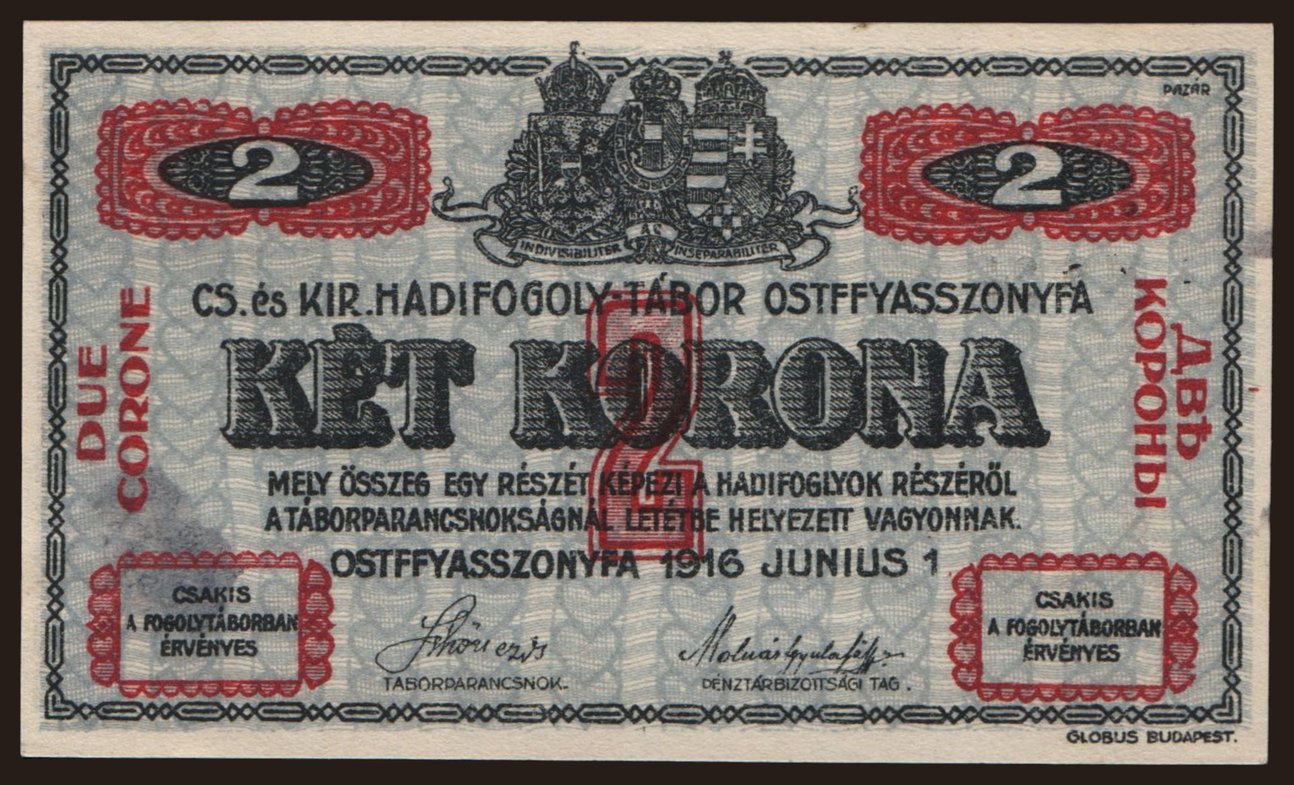 PAZÁR
2
2
INDIVISIBILITER AC INSEPARABILITER
CS. és KIR. HADIFOGOLY-TÁBOR OSTFFYASSZONYFA
DUE
CORONE
ДВѢ
КОРОНЫ
KÉT KORONA
2
MELY ÖSSZEG EGY RÉSZÉT KÉPEZI A HADIFOGLYOK RÉSZÉRŐL
A TÁBORPARANCSNOKSÁGNÁL LETÉTBE HELYEZETT VAGYONNAK.
OSTFFYASSZONYFA 1916 JUNIUS 1
CSAKIS
A FOGOLYTÁBORBAN
ÉRVÉNYES
CSAKIS
A FOGOLYTÁBORBAN
ÉRVÉNYES
TÁBORPARANCSNOK.
PÉNZTÁRBIZOTTSÁGI TAG.
GLOBUS BUDAPEST.